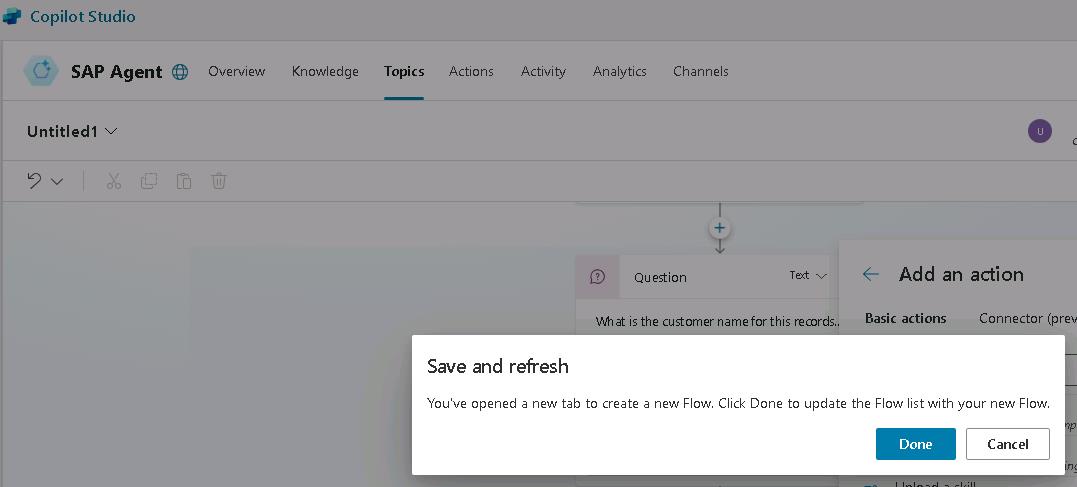 Copilot Studio
SAP Agent Overview Knowledge Topics Actions Activity Analytics Channels
Untitled1
U
Question Text
Add an action
What is the customer name for this records..
Basic actions Connector (prev
Save and refresh
You've opened a new tab to create a new Flow. Click Done to update the Flow list with your new Flow.
Done Cancel